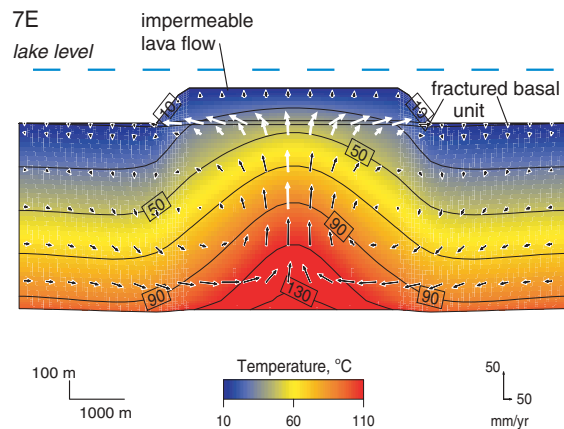 7E
impermeable
lava flow
lake level
fractured basal
unit
10
10
50
50
90
90
90
130
100 m
1000 m
Temperature, °C
10 60 110
50
50
mm/yr